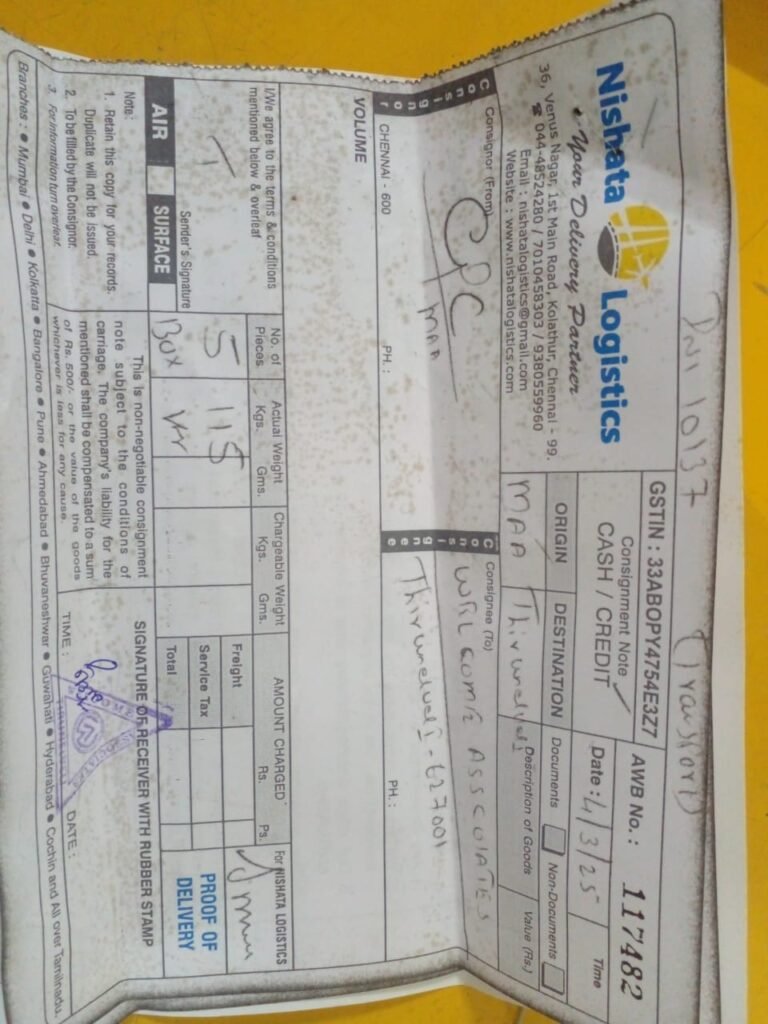 DNI 10137 (Transport)
Nishata Logistics
Your Delivery Partner
36, Venus Nagar, 1st Main Road, Kolathur, Chennai - 99.
☎ 044-48524280 / 7010458303 / 9380559960
Email : nishatalogistics@gmail.com
Website : www.nishatalogistics.com
GSTIN : 33ABOPY4754E3Z7
Consignment Note
CASH / CREDIT
AWB No. : 117482
Date : 4/3/25
Time
ORIGIN
MAA
DESTINATION
Thirunelveli
Documents
Non-Documents
Description of Goods
Value (Rs.)
Consignor
Consignor (From)
CPC
MAA
CHENNAI - 600
PH. :
Consignee
Consignee (To)
WELCOME ASSCOIATES
Thirunelveli - 627001
PH. :
VOLUME
I/We agree to the terms & conditions
mentioned below & overleaf
Sender's Signature
AIR
SURFACE
No. of
Pieces
5
Box
Actual Weight
Kgs.
Gms.
115
Chargeable Weight
Kgs.
Gms.
AMOUNT CHARGED
Rs.
Ps.
Freight
Service Tax
Total
For NISHATA LOGISTICS
PROOF OF
DELIVERY
Note:
1. Retain this copy for your records.
Duplicate will not be issued.
2. To be filled by the Consignor.
3. For information turn overleaf.
This is non-negotiable consignment
note subject to the conditions of
carriage. The company's liability for the
mentioned shall be compensated to a sum
of Rs. 500/- or the value of the goods
whichever is less for any cause.
SIGNATURE OF RECEIVER WITH RUBBER STAMP
TIME :
DATE :
Branches : ● Mumbai ● Delhi ● Kolkatta ● Bangalore ● Pune ● Ahmedabad ● Bhuvaneshwar ● Guwahati ● Hyderabad ● Cochin and All over Tamilnadu.